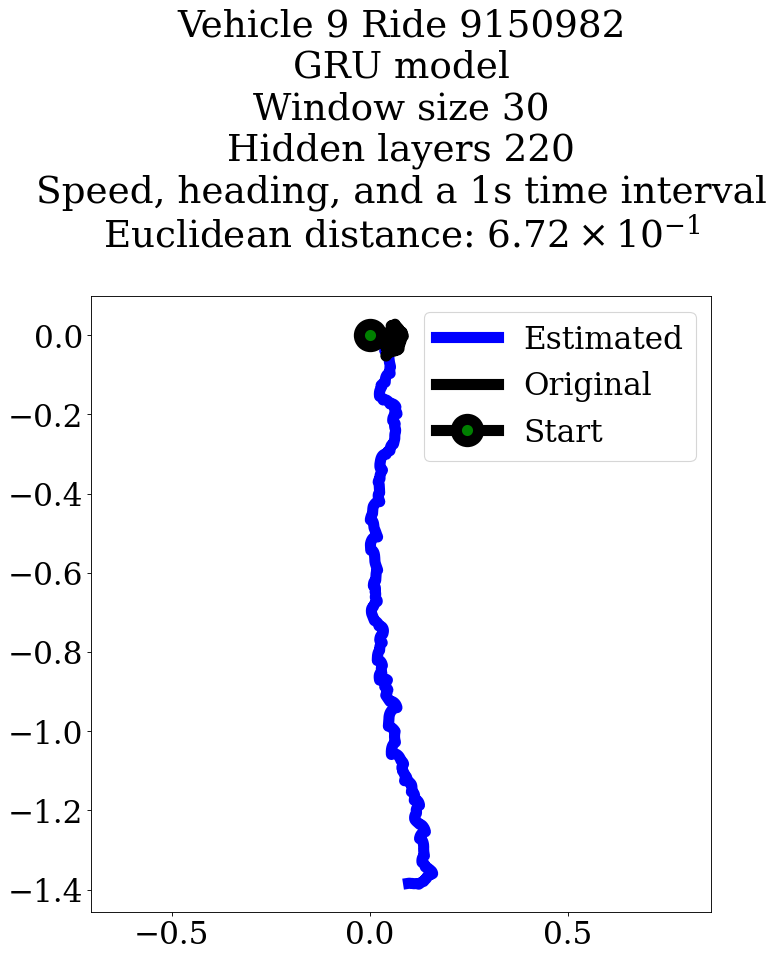 Vehicle 9 Ride 9150982
GRU model
Window size 30
Hidden layers 220
Speed, heading, and a 1s time interval
Euclidean distance: 6.72 × 10⁻¹
Estimated
Original
Start
0.0
−0.2
−0.4
−0.6
−0.8
−1.0
−1.2
−1.4
−0.5
0.0
0.5